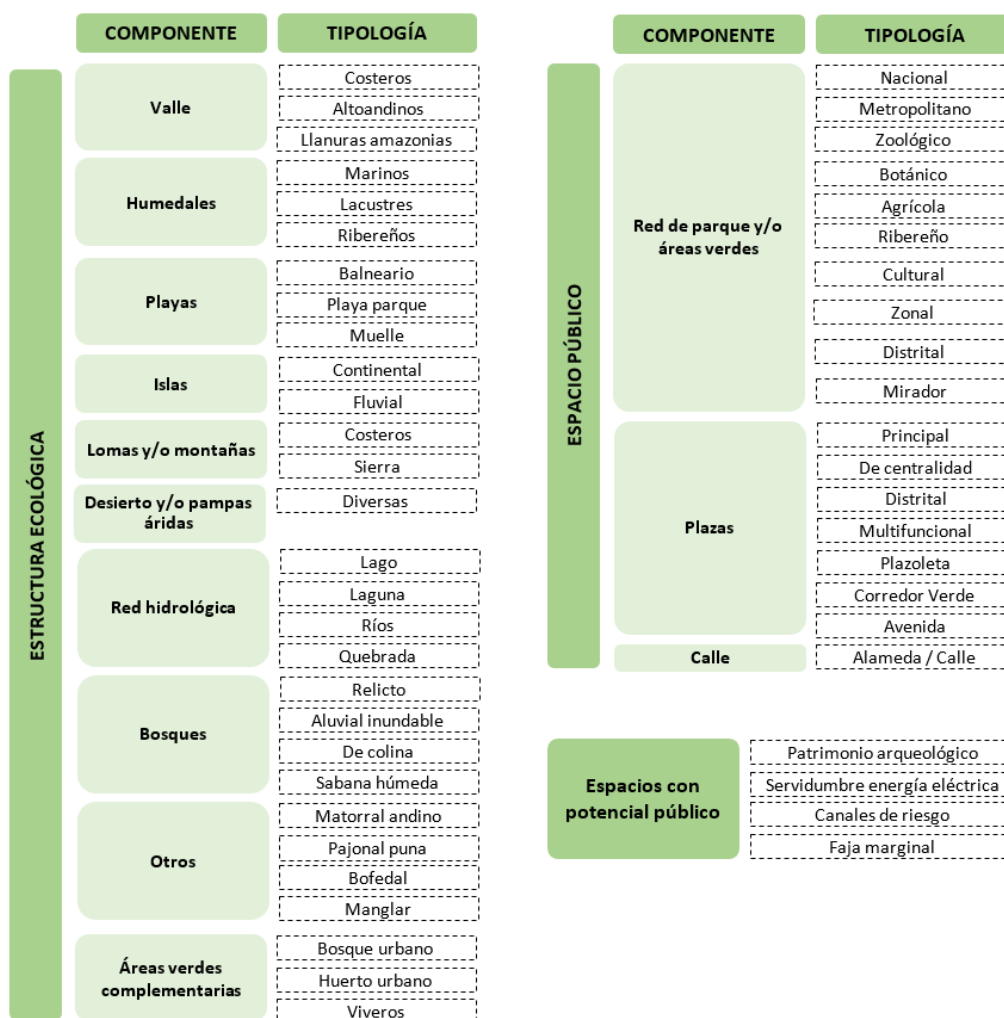 COMPONENTE
TIPOLOGÍA
ESTRUCTURA ECOLÓGICA
Valle
Costeros
Altoandinos
Llanuras amazonias
Humedales
Marinos
Lacustres
Ribereños
Playas
Balneario
Playa parque
Muelle
Islas
Continental
Fluvial
Lomas y/o montañas
Costeros
Sierra
Desierto y/o pampas
áridas
Diversas
Red hidrológica
Lago
Laguna
Ríos
Quebrada
Bosques
Relicto
Aluvial inundable
De colina
Sabana húmeda
Otros
Matorral andino
Pajonal puna
Bofedal
Manglar
Áreas verdes
complementarias
Bosque urbano
Huerto urbano
Viveros
COMPONENTE
TIPOLOGÍA
ESPACIO PÚBLICO
Red de parque y/o
áreas verdes
Nacional
Metropolitano
Zoológico
Botánico
Agrícola
Ribereño
Cultural
Zonal
Distrital
Mirador
Plazas
Principal
De centralidad
Distrital
Multifuncional
Plazoleta
Corredor Verde
Avenida
Calle
Alameda / Calle
Espacios con
potencial público
Patrimonio arqueológico
Servidumbre energía eléctrica
Canales de riesgo
Faja marginal